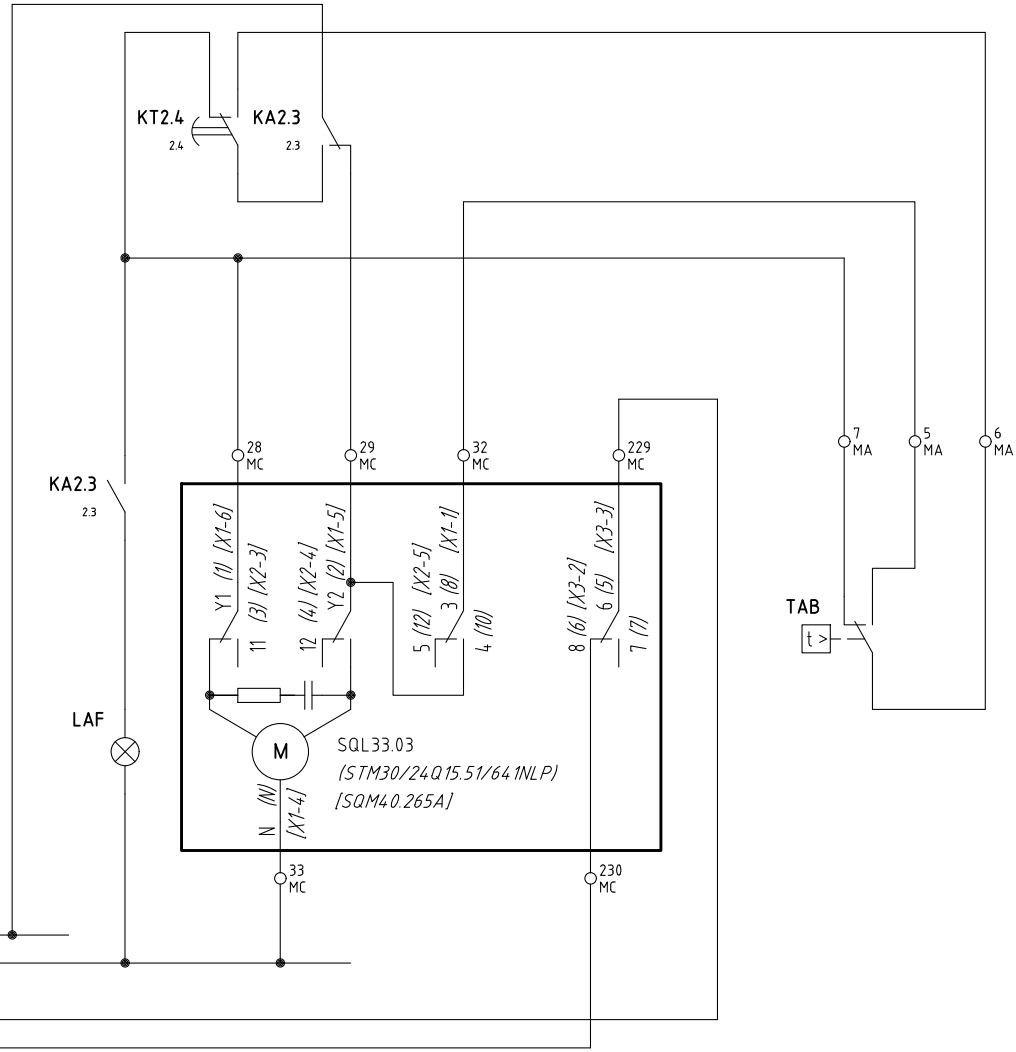 KT2.4
2.4
KA2.3
2.3
28
MC
29
MC
32
MC
229
MC
7
MA
5
MA
6
MA
KA2.3
2.3
Y1 (1) [X1-6]
11 (3) [X2-3]
12 (4) [X2-4]
Y2 (2) [X1-5]
5 (12) [X2-5]
3 (8) [X1-1]
4 (10)
8 (6) [X3-2]
6 (5) [X3-3]
7 (7)
TAB
t >
LAF
M
SQL33.03
(STM30/24Q15.51/641NLP)
[SQM40.265A]
N (N)
[X1-4]
33
MC
230
MC